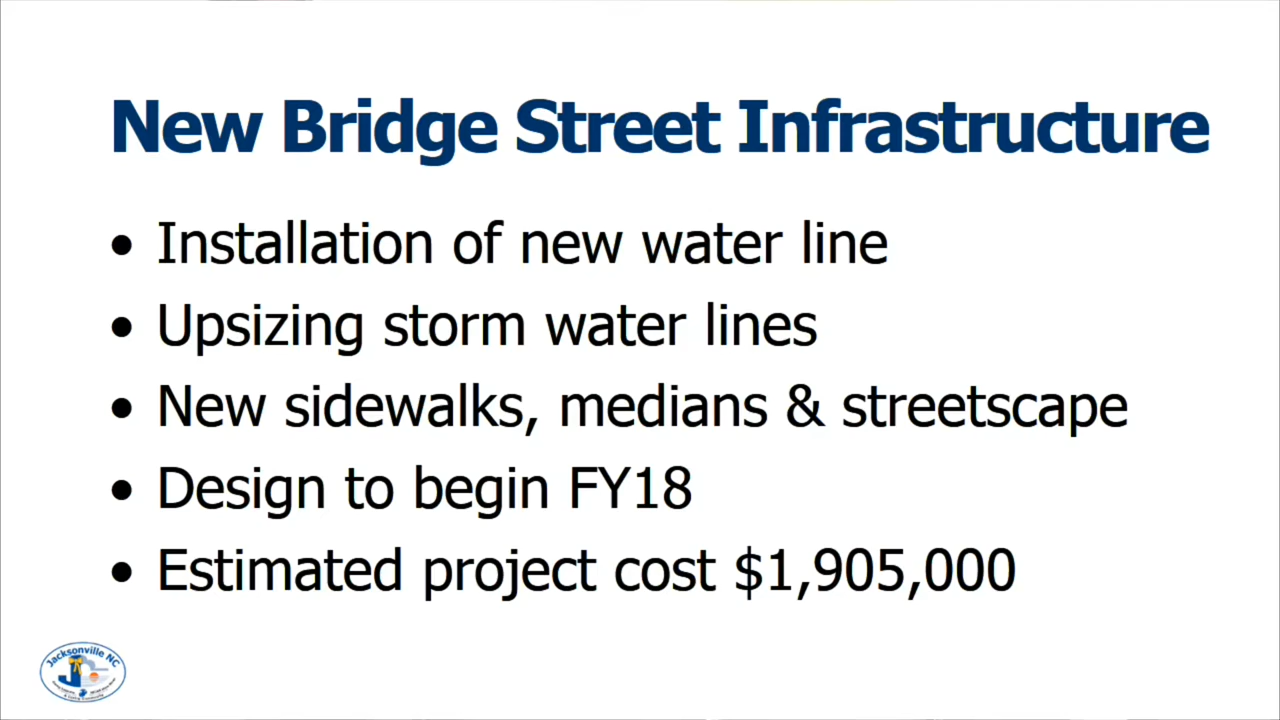 New Bridge Street Infrastructure
• Installation of new water line
• Upsizing storm water lines
• New sidewalks, medians & streetscape
• Design to begin FY18
• Estimated project cost $1,905,000
Jacksonville NC